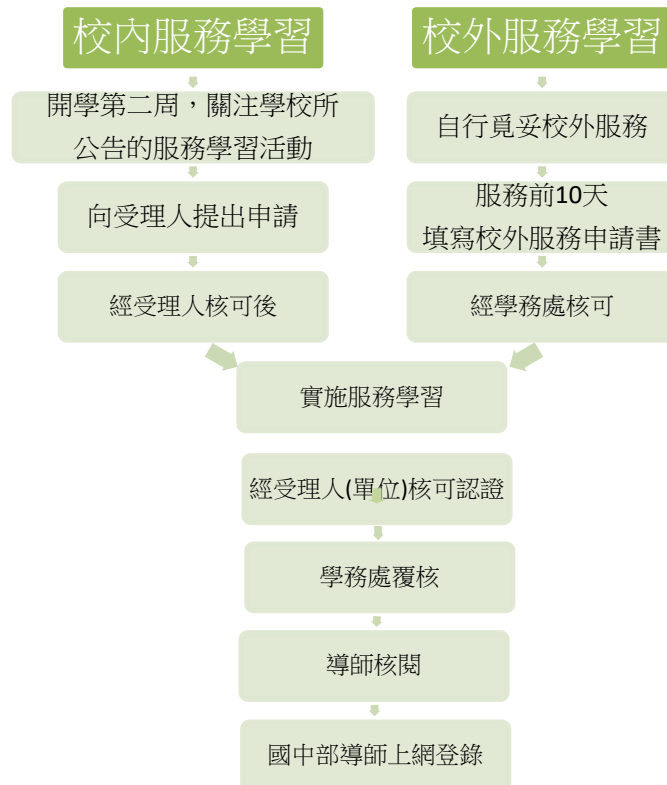 校內服務學習
開學第二周，關注學校所
公告的服務學習活動
向受理人提出申請
經受理人核可後
校外服務學習
自行覓妥校外服務
服務前10天
填寫校外服務申請書
經學務處核可
實施服務學習
經受理人(單位)核可認證
學務處覆核
導師核閱
國中部導師上網登錄